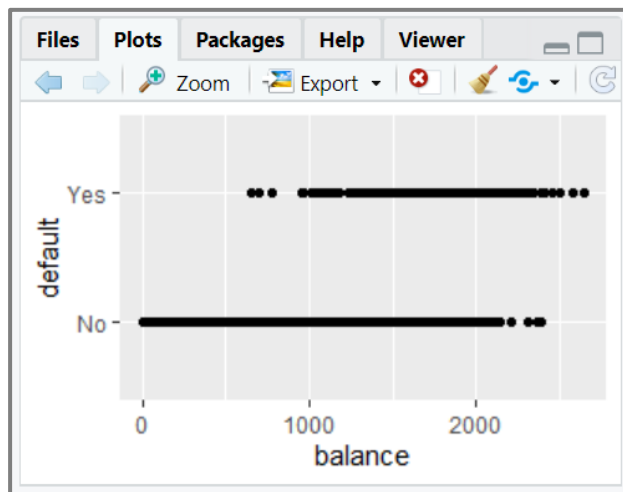 Files Plots Packages Help Viewer
Zoom Export
Yes
default
No
0 1000 2000
balance